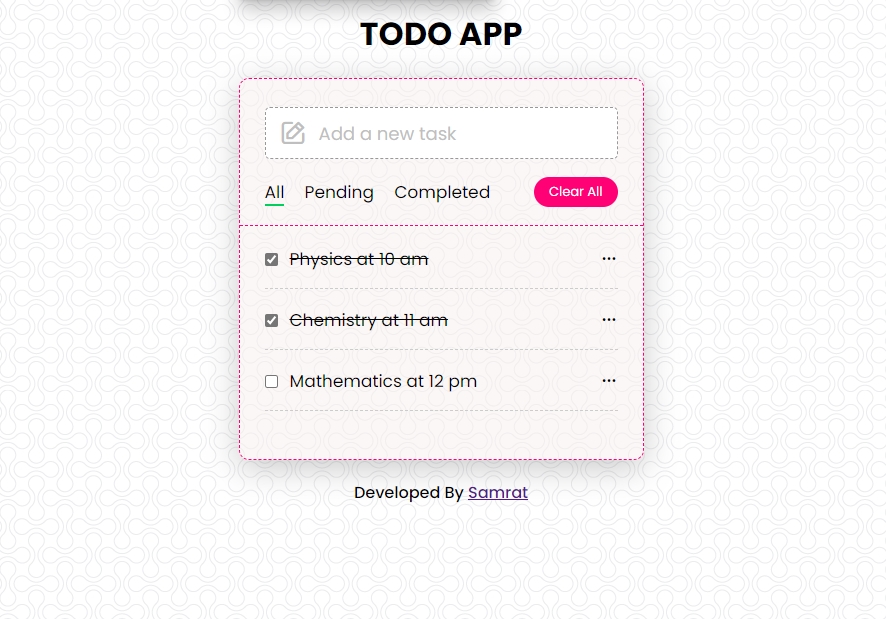 TODO APP
Add a new task
All Pending Completed Clear All
Physics at 10 am
Chemistry at 11 am
Mathematics at 12 pm
Developed By Samrat